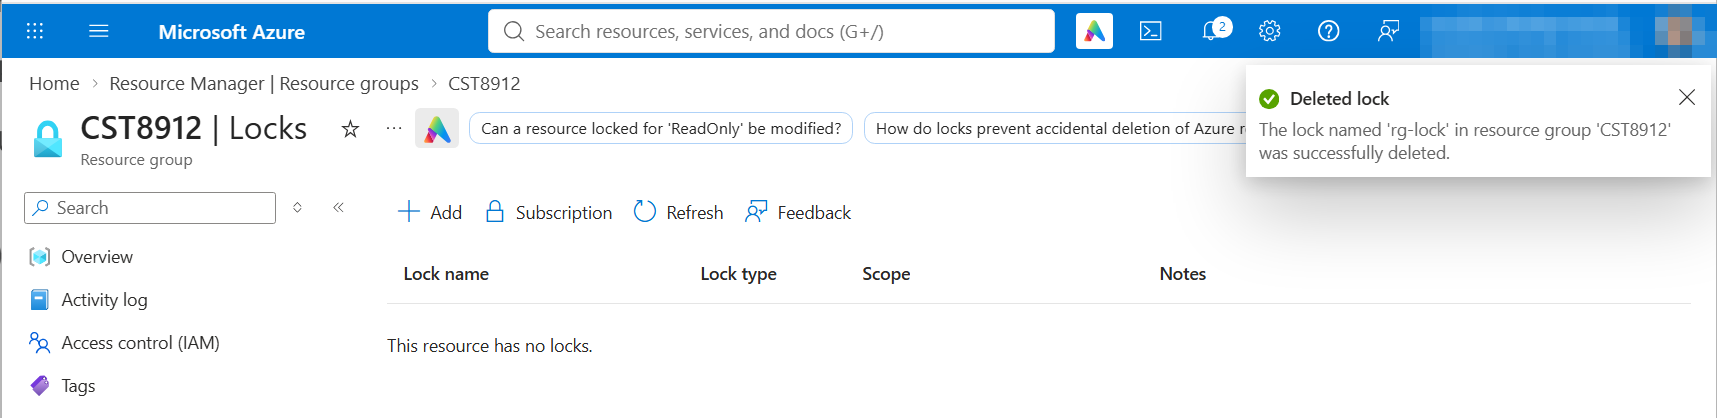 Microsoft Azure
Search resources, services, and docs (G+/)
2
Home > Resource Manager | Resource groups > CST8912
CST8912 | Locks
Resource group
Can a resource locked for 'ReadOnly' be modified?
How do locks prevent accidental deletion of Azure r
Deleted lock
The lock named 'rg-lock' in resource group 'CST8912'
was successfully deleted.
Search
Overview
Activity log
Access control (IAM)
Tags
Add Subscription Refresh Feedback
Lock name Lock type Scope Notes
This resource has no locks.